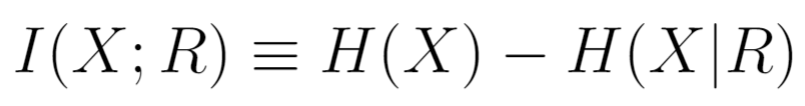 I(X; R) ≡ H(X) − H(X|R)